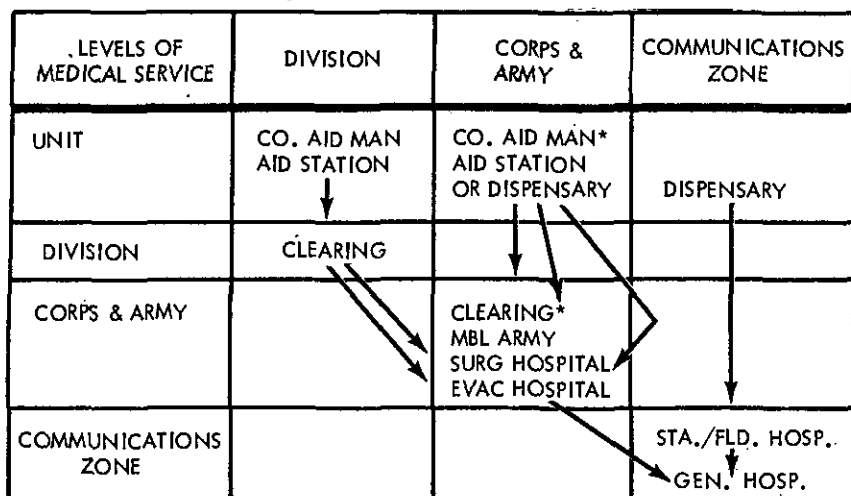 LEVELS OF
MEDICAL SERVICE
DIVISION
CORPS &
ARMY
COMMUNICATIONS
ZONE
UNIT
CO. AID MAN
AID STATION
CO. AID MAN*
AID STATION
OR DISPENSARY
DISPENSARY
DIVISION
CLEARING
CORPS & ARMY
CLEARING*
MBL ARMY
SURG HOSPITAL
EVAC HOSPITAL
COMMUNICATIONS
ZONE
STA./FLD. HOSP.
GEN. HOSP.